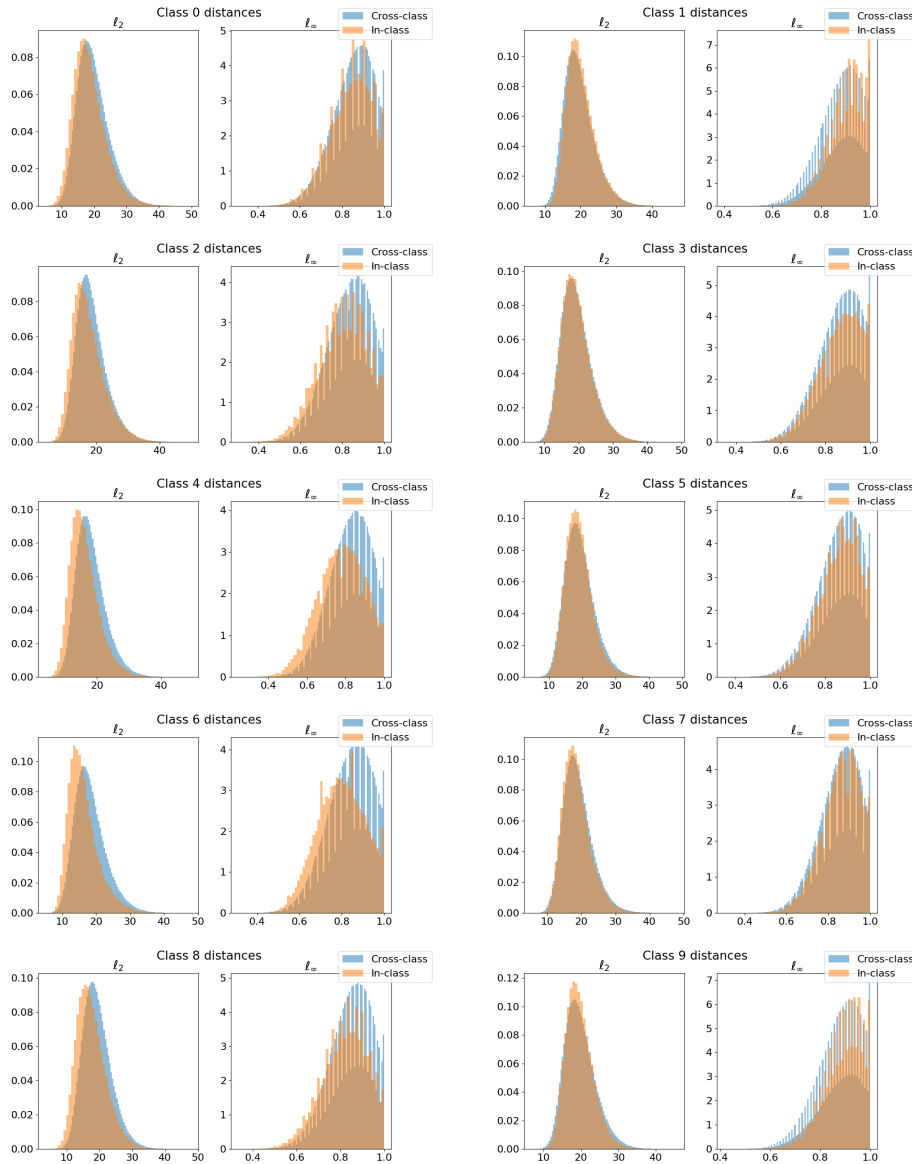 Class 0 distances
ℓ2
ℓ∞
Cross-class
In-class
0.08
0.06
0.04
0.02
0.00
10 20 30 40 50
5
4
3
2
1
0
0.4 0.6 0.8 1.0
Class 1 distances
ℓ2
ℓ∞
Cross-class
In-class
0.10
0.08
0.06
0.04
0.02
0.00
10 20 30 40
7
6
5
4
3
2
1
0
0.4 0.6 0.8 1.0
Class 2 distances
ℓ2
ℓ∞
Cross-class
In-class
0.10
0.08
0.06
0.04
0.02
0.00
20 40
4
3
2
1
0
0.4 0.6 0.8 1.0
Class 3 distances
ℓ2
ℓ∞
Cross-class
In-class
0.10
0.08
0.06
0.04
0.02
0.00
10 20 30 40 50
5
4
3
2
1
0
0.4 0.6 0.8 1.0
Class 4 distances
ℓ2
ℓ∞
Cross-class
In-class
0.10
0.08
0.06
0.04
0.02
0.00
20 40
4
3
2
1
0
0.2 0.4 0.6 0.8 1.0
Class 5 distances
ℓ2
ℓ∞
Cross-class
In-class
0.10
0.08
0.06
0.04
0.02
0.00
10 20 30 40 50
5
4
3
2
1
0
0.4 0.6 0.8 1.0
Class 6 distances
ℓ2
ℓ∞
Cross-class
In-class
0.10
0.08
0.06
0.04
0.02
0.00
10 20 30 40 50
4
3
2
1
0
0.4 0.6 0.8 1.0
Class 7 distances
ℓ2
ℓ∞
Cross-class
In-class
0.10
0.08
0.06
0.04
0.02
0.00
10 20 30 40 50
4
3
2
1
0
0.4 0.6 0.8 1.0
Class 8 distances
ℓ2
ℓ∞
Cross-class
In-class
0.10
0.08
0.06
0.04
0.02
0.00
10 20 30 40 50
5
4
3
2
1
0
0.4 0.6 0.8 1.0
Class 9 distances
ℓ2
ℓ∞
Cross-class
In-class
0.12
0.10
0.08
0.06
0.04
0.02
0.00
10 20 30 40
7
6
5
4
3
2
1
0
0.4 0.6 0.8 1.0